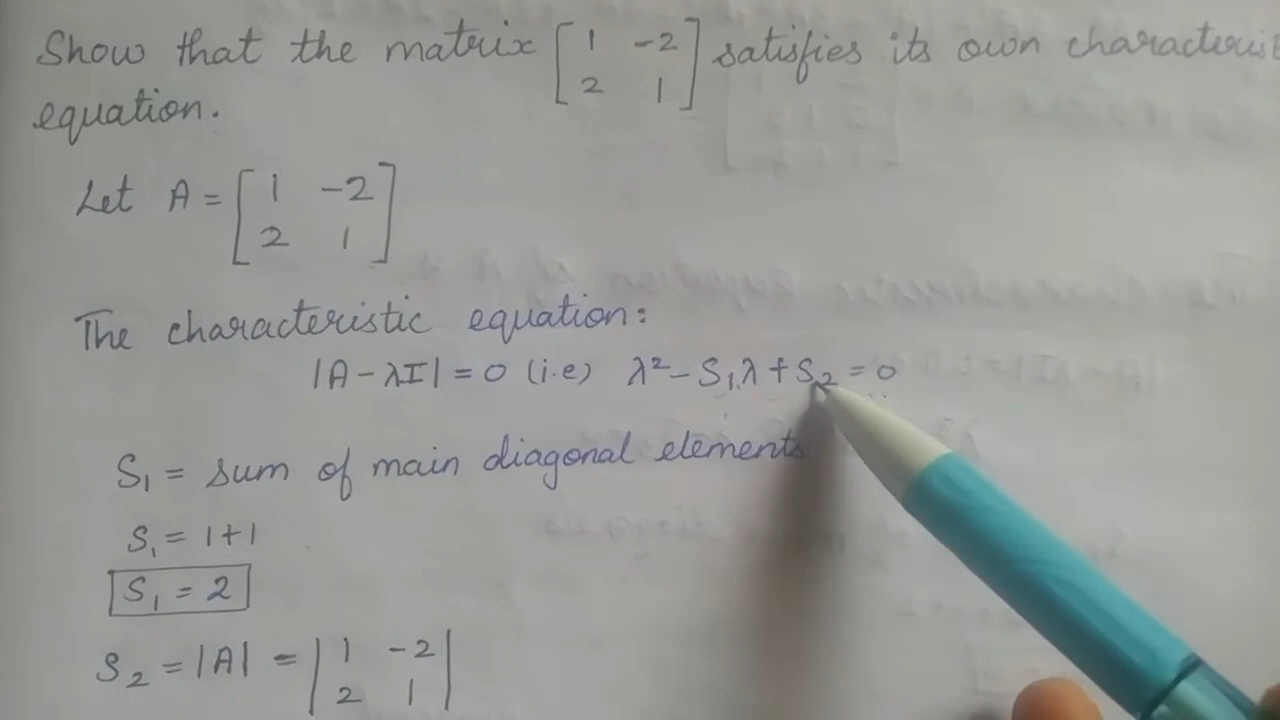 Show that the matrix [1 -2 2 1] satisfies its own characterist
equation.
Let A = [1 -2 2 1]
The characteristic equation:
|A - λI| = 0 (i.e) λ² - S₁λ + S₂ = 0
S₁ = sum of main diagonal elements
S₁ = 1+1
S₁ = 2
S₂ = |A| = |1 -2 2 1|